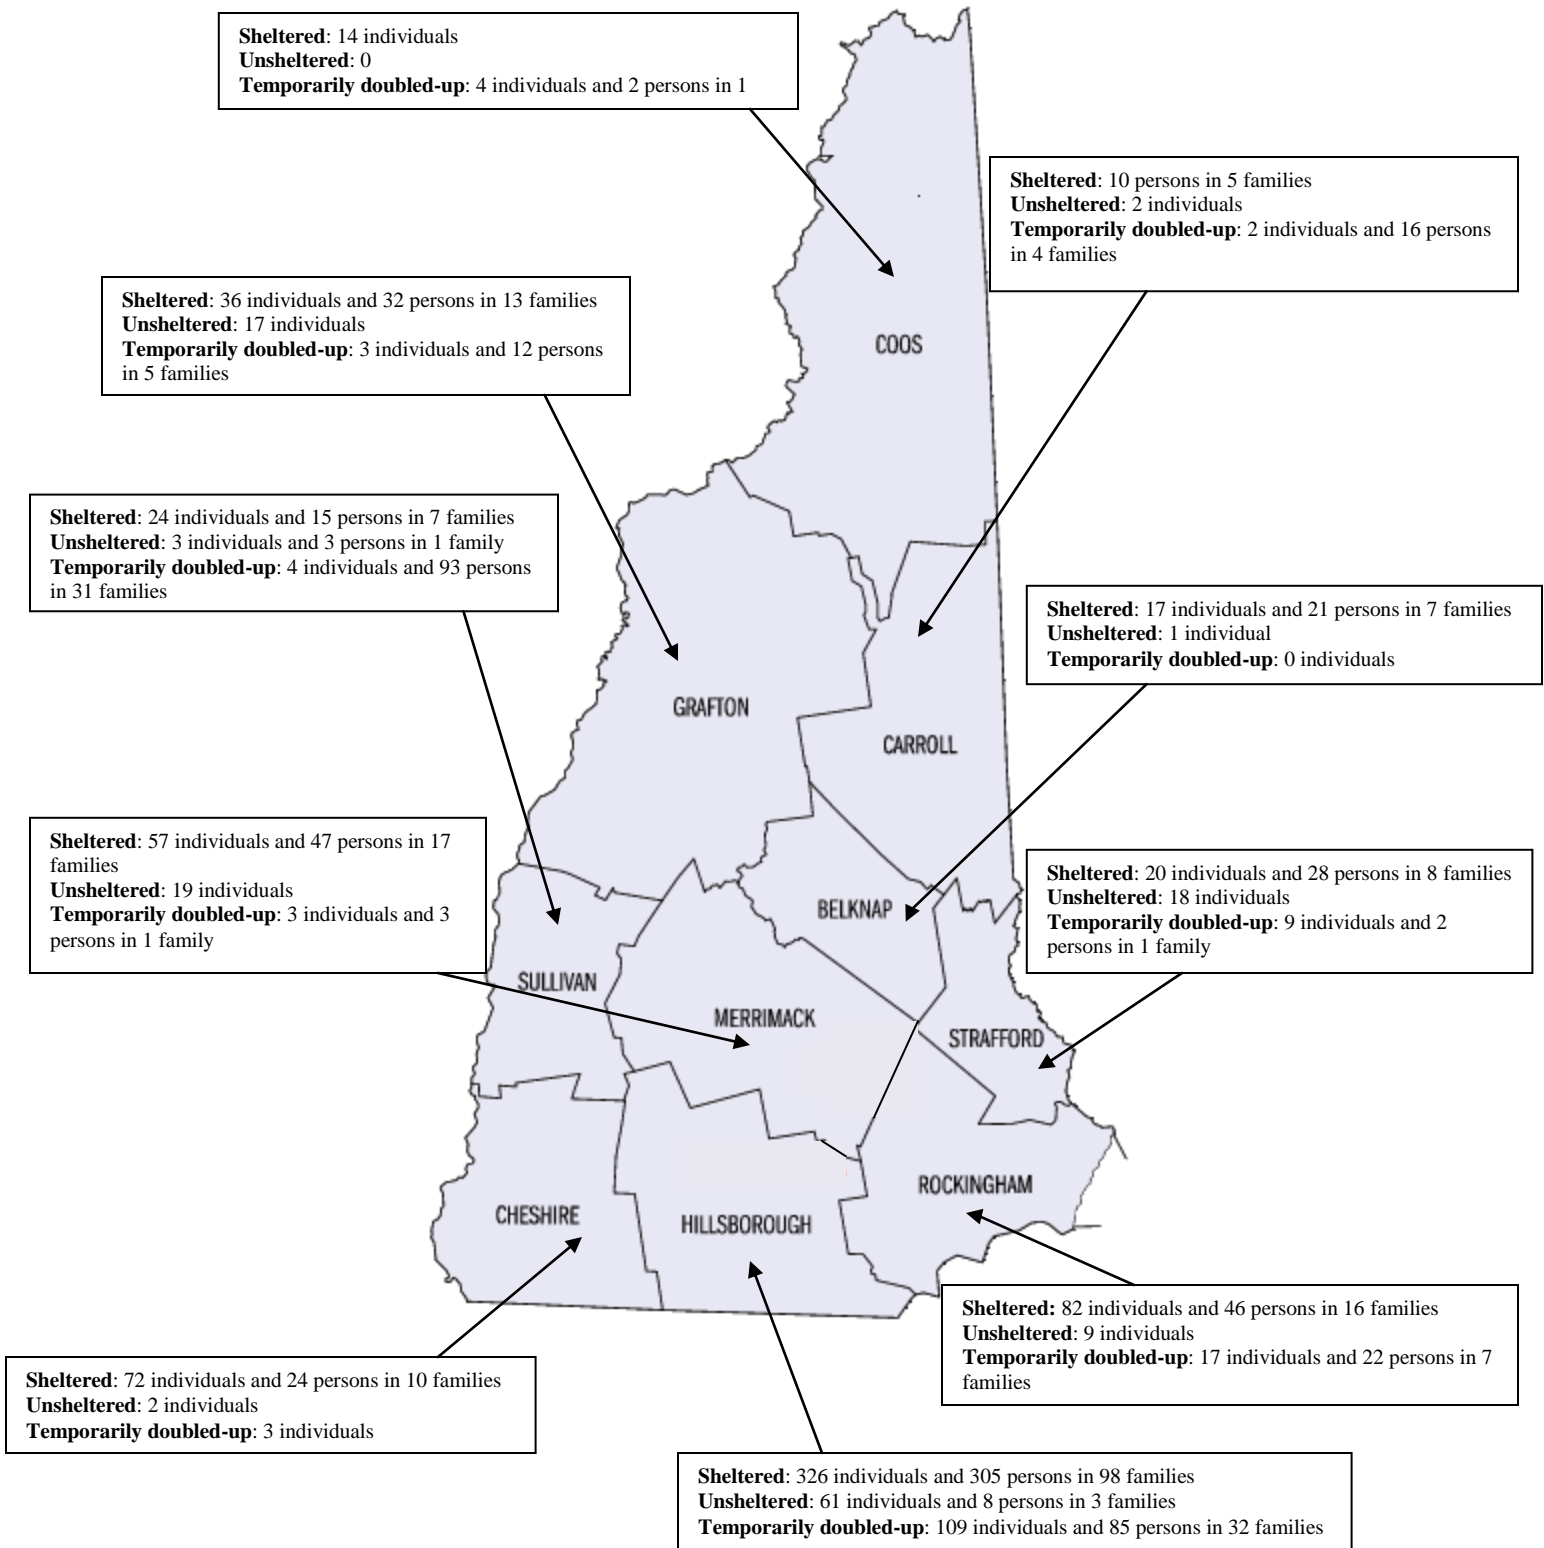 Sheltered: 14 individuals
Unsheltered: 0
Temporarily doubled-up: 4 individuals and 2 persons in 1
Sheltered: 10 persons in 5 families
Unsheltered: 2 individuals
Temporarily doubled-up: 2 individuals and 16 persons
in 4 families
Sheltered: 36 individuals and 32 persons in 13 families
Unsheltered: 17 individuals
Temporarily doubled-up: 3 individuals and 12 persons
in 5 families
COOS
Sheltered: 24 individuals and 15 persons in 7 families
Unsheltered: 3 individuals and 3 persons in 1 family
Temporarily doubled-up: 4 individuals and 93 persons
in 31 families
Sheltered: 17 individuals and 21 persons in 7 families
Unsheltered: 1 individual
Temporarily doubled-up: 0 individuals
GRAFTON
CARROLL
Sheltered: 57 individuals and 47 persons in 17
families
Unsheltered: 19 individuals
Temporarily doubled-up: 3 individuals and 3
persons in 1 family
Sheltered: 20 individuals and 28 persons in 8 families
Unsheltered: 18 individuals
Temporarily doubled-up: 9 individuals and 2
persons in 1 family
BELKNAP
SULLIVAN
MERRIMACK
STRAFFORD
ROCKINGHAM
CHESHIRE
HILLSBOROUGH
Sheltered: 82 individuals and 46 persons in 16 families
Unsheltered: 9 individuals
Temporarily doubled-up: 17 individuals and 22 persons in 7
families
Sheltered: 72 individuals and 24 persons in 10 families
Unsheltered: 2 individuals
Temporarily doubled-up: 3 individuals
Sheltered: 326 individuals and 305 persons in 98 families
Unsheltered: 61 individuals and 8 persons in 3 families
Temporarily doubled-up: 109 individuals and 85 persons in 32 families